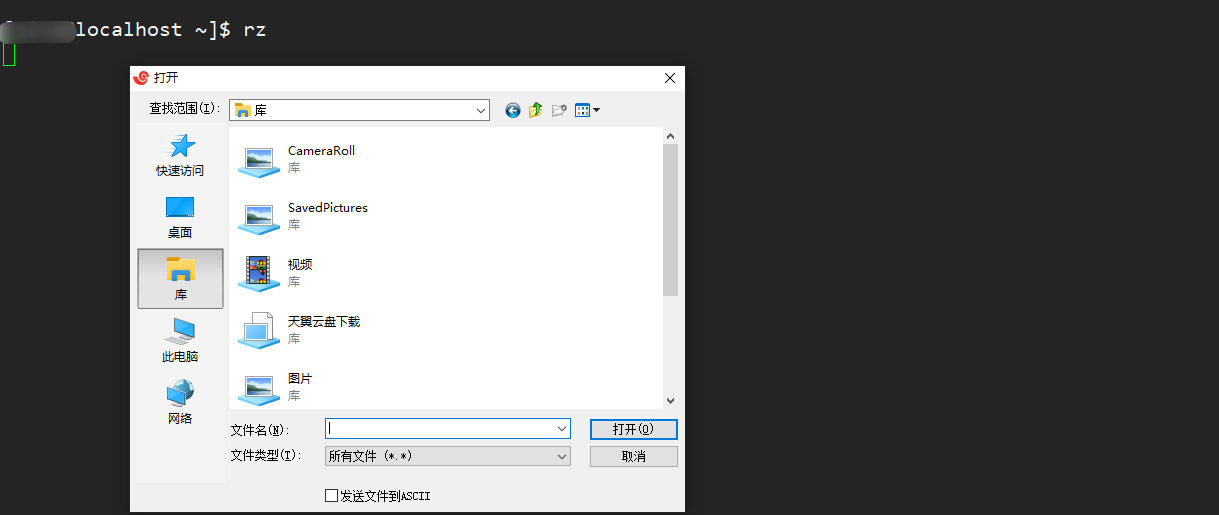 localhost ~]$ rz
打开
查找范围(I):
库
快速访问
桌面
库
此电脑
网络
CameraRoll
库
SavedPictures
库
视频
库
天翼云盘下载
库
图片
库
文件名(N):
打开(O)
文件类型(T):
所有文件 (*.*)
取消
发送文件到ASCII